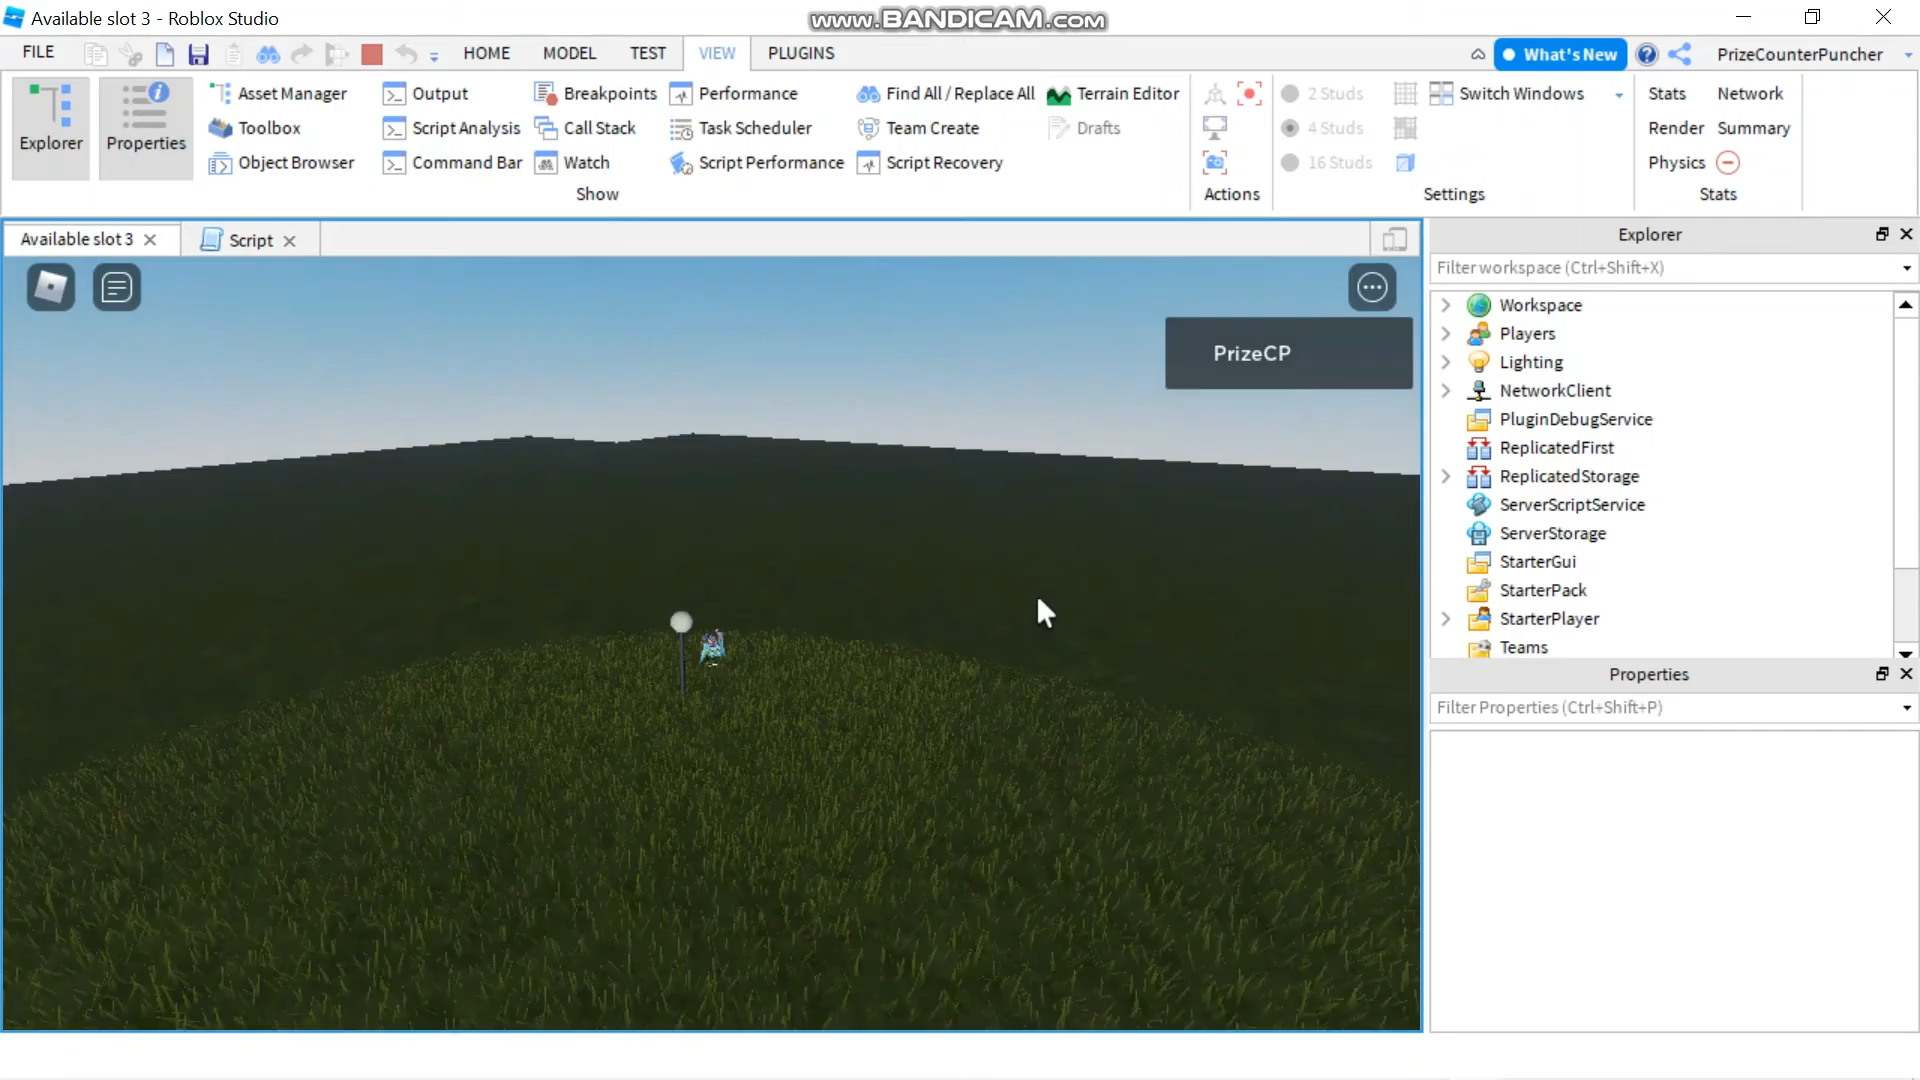 Available slot 3 - Roblox Studio
www.BANDICAM.com
FILE HOME MODEL TEST VIEW PLUGINS
What's New
PrizeCounterPuncher
Explorer
Properties
Asset Manager
Toolbox
Object Browser
Output
Script Analysis
Command Bar
Breakpoints
Call Stack
Watch
Performance
Task Scheduler
Script Performance
Find All / Replace All
Team Create
Script Recovery
Terrain Editor
Drafts
Show
Actions
2 Studs
4 Studs
16 Studs
Switch Windows
Settings
Stats Network
Render Summary
Physics
Stats
Available slot 3
Script
PrizeCP
Explorer
Filter workspace (Ctrl+Shift+X)
Workspace
Players
Lighting
NetworkClient
PluginDebugService
ReplicatedFirst
ReplicatedStorage
ServerScriptService
ServerStorage
StarterGui
StarterPack
StarterPlayer
Teams
Properties
Filter Properties (Ctrl+Shift+P)